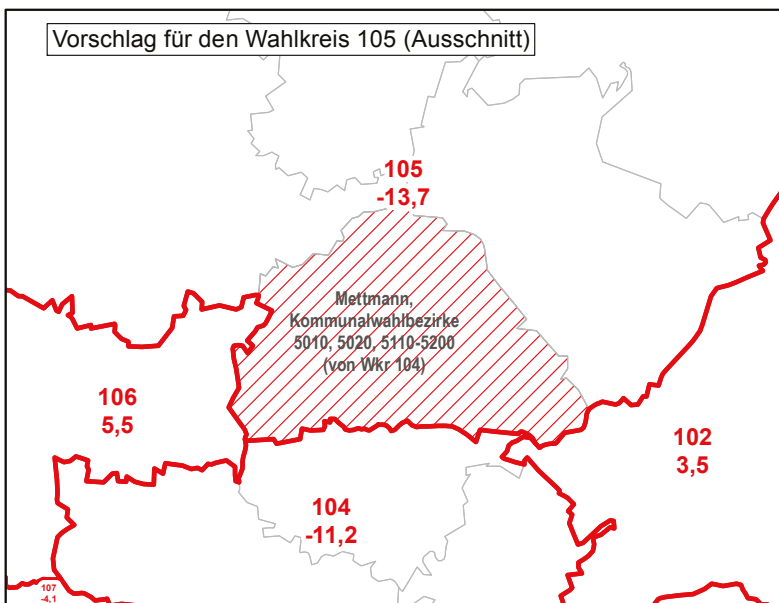 Vorschlag für den Wahlkreis 105 (Ausschnitt)
105
-13,7
Mettmann,
Kommunalwahlbezirke
5010, 5020, 5110-5200
(von Wkr 104)
106
5,5
102
3,5
104
-11,2
107
-4,1